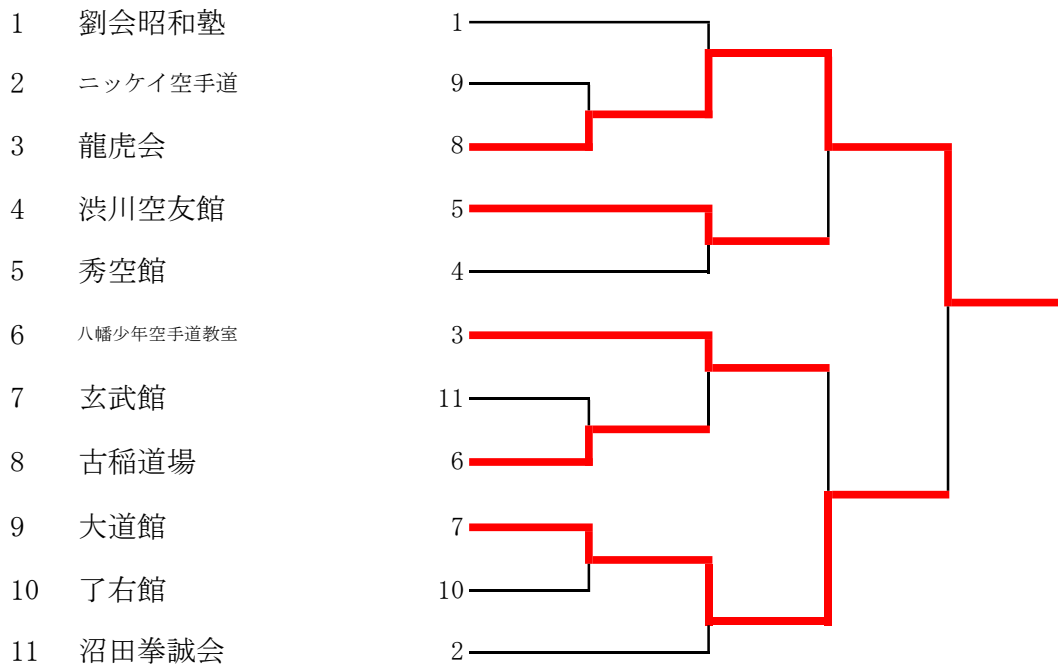 1 劉会昭和塾 1
2 ニッケイ空手道 9
3 龍虎会 8
4 渋川空友館 5
5 秀空館 4
6 八幡少年空手道教室 3
7 玄武館 11
8 古稲道場 6
9 大道館 7
10 了右館 10
11 沼田拳誠会 2